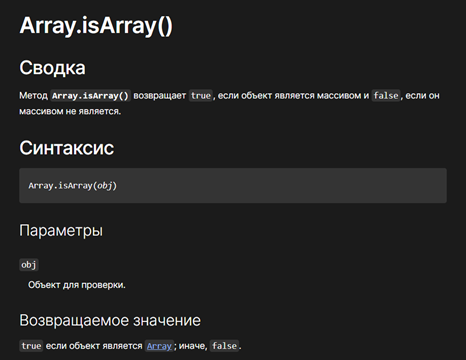 Array.isArray()
Сводка
Метод Array.isArray() возвращает true, если объект является массивом и false, если он
массивом не является.
Синтаксис
Array.isArray(obj)
Параметры
obj
Объект для проверки.
Возвращаемое значение
true если объект является Array; иначе, false.